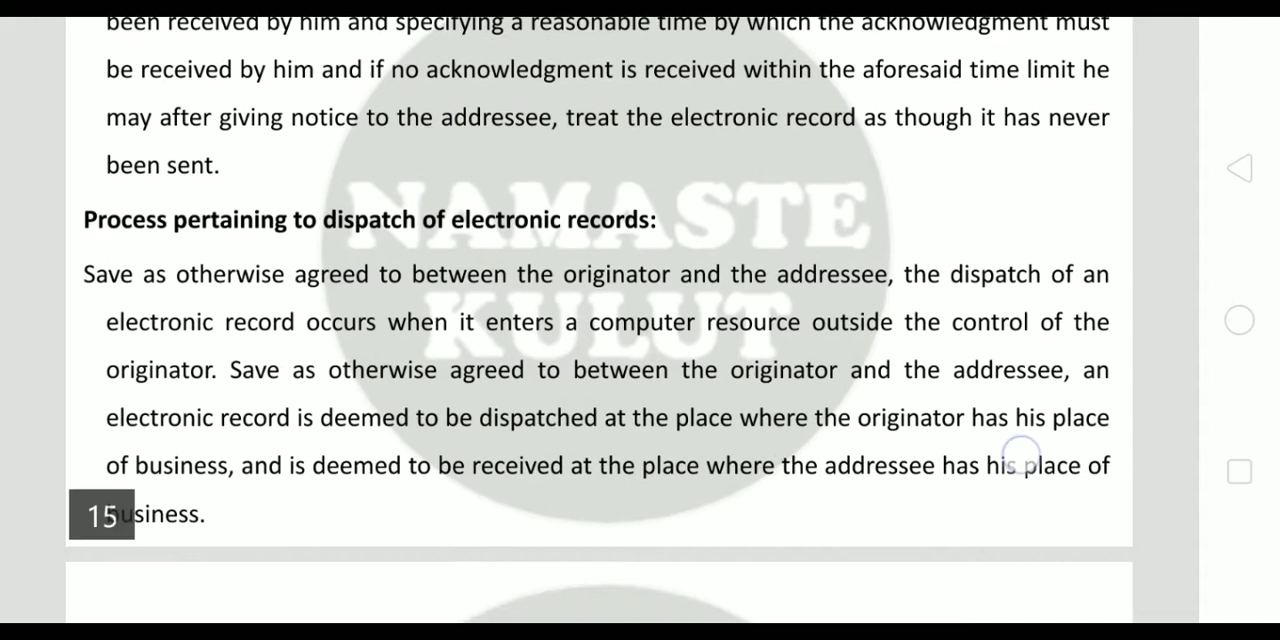 been received by him and specifying a reasonable time by which the acknowledgment must
be received by him and if no acknowledgment is received within the aforesaid time limit he
may after giving notice to the addressee, treat the electronic record as though it has never
been sent.
NAMASTE
KULUT
Process pertaining to dispatch of electronic records:
Save as otherwise agreed to between the originator and the addressee, the dispatch of an
electronic record occurs when it enters a computer resource outside the control of the
originator. Save as otherwise agreed to between the originator and the addressee, an
electronic record is deemed to be dispatched at the place where the originator has his place
of business, and is deemed to be received at the place where the addressee has his place of
business.
15